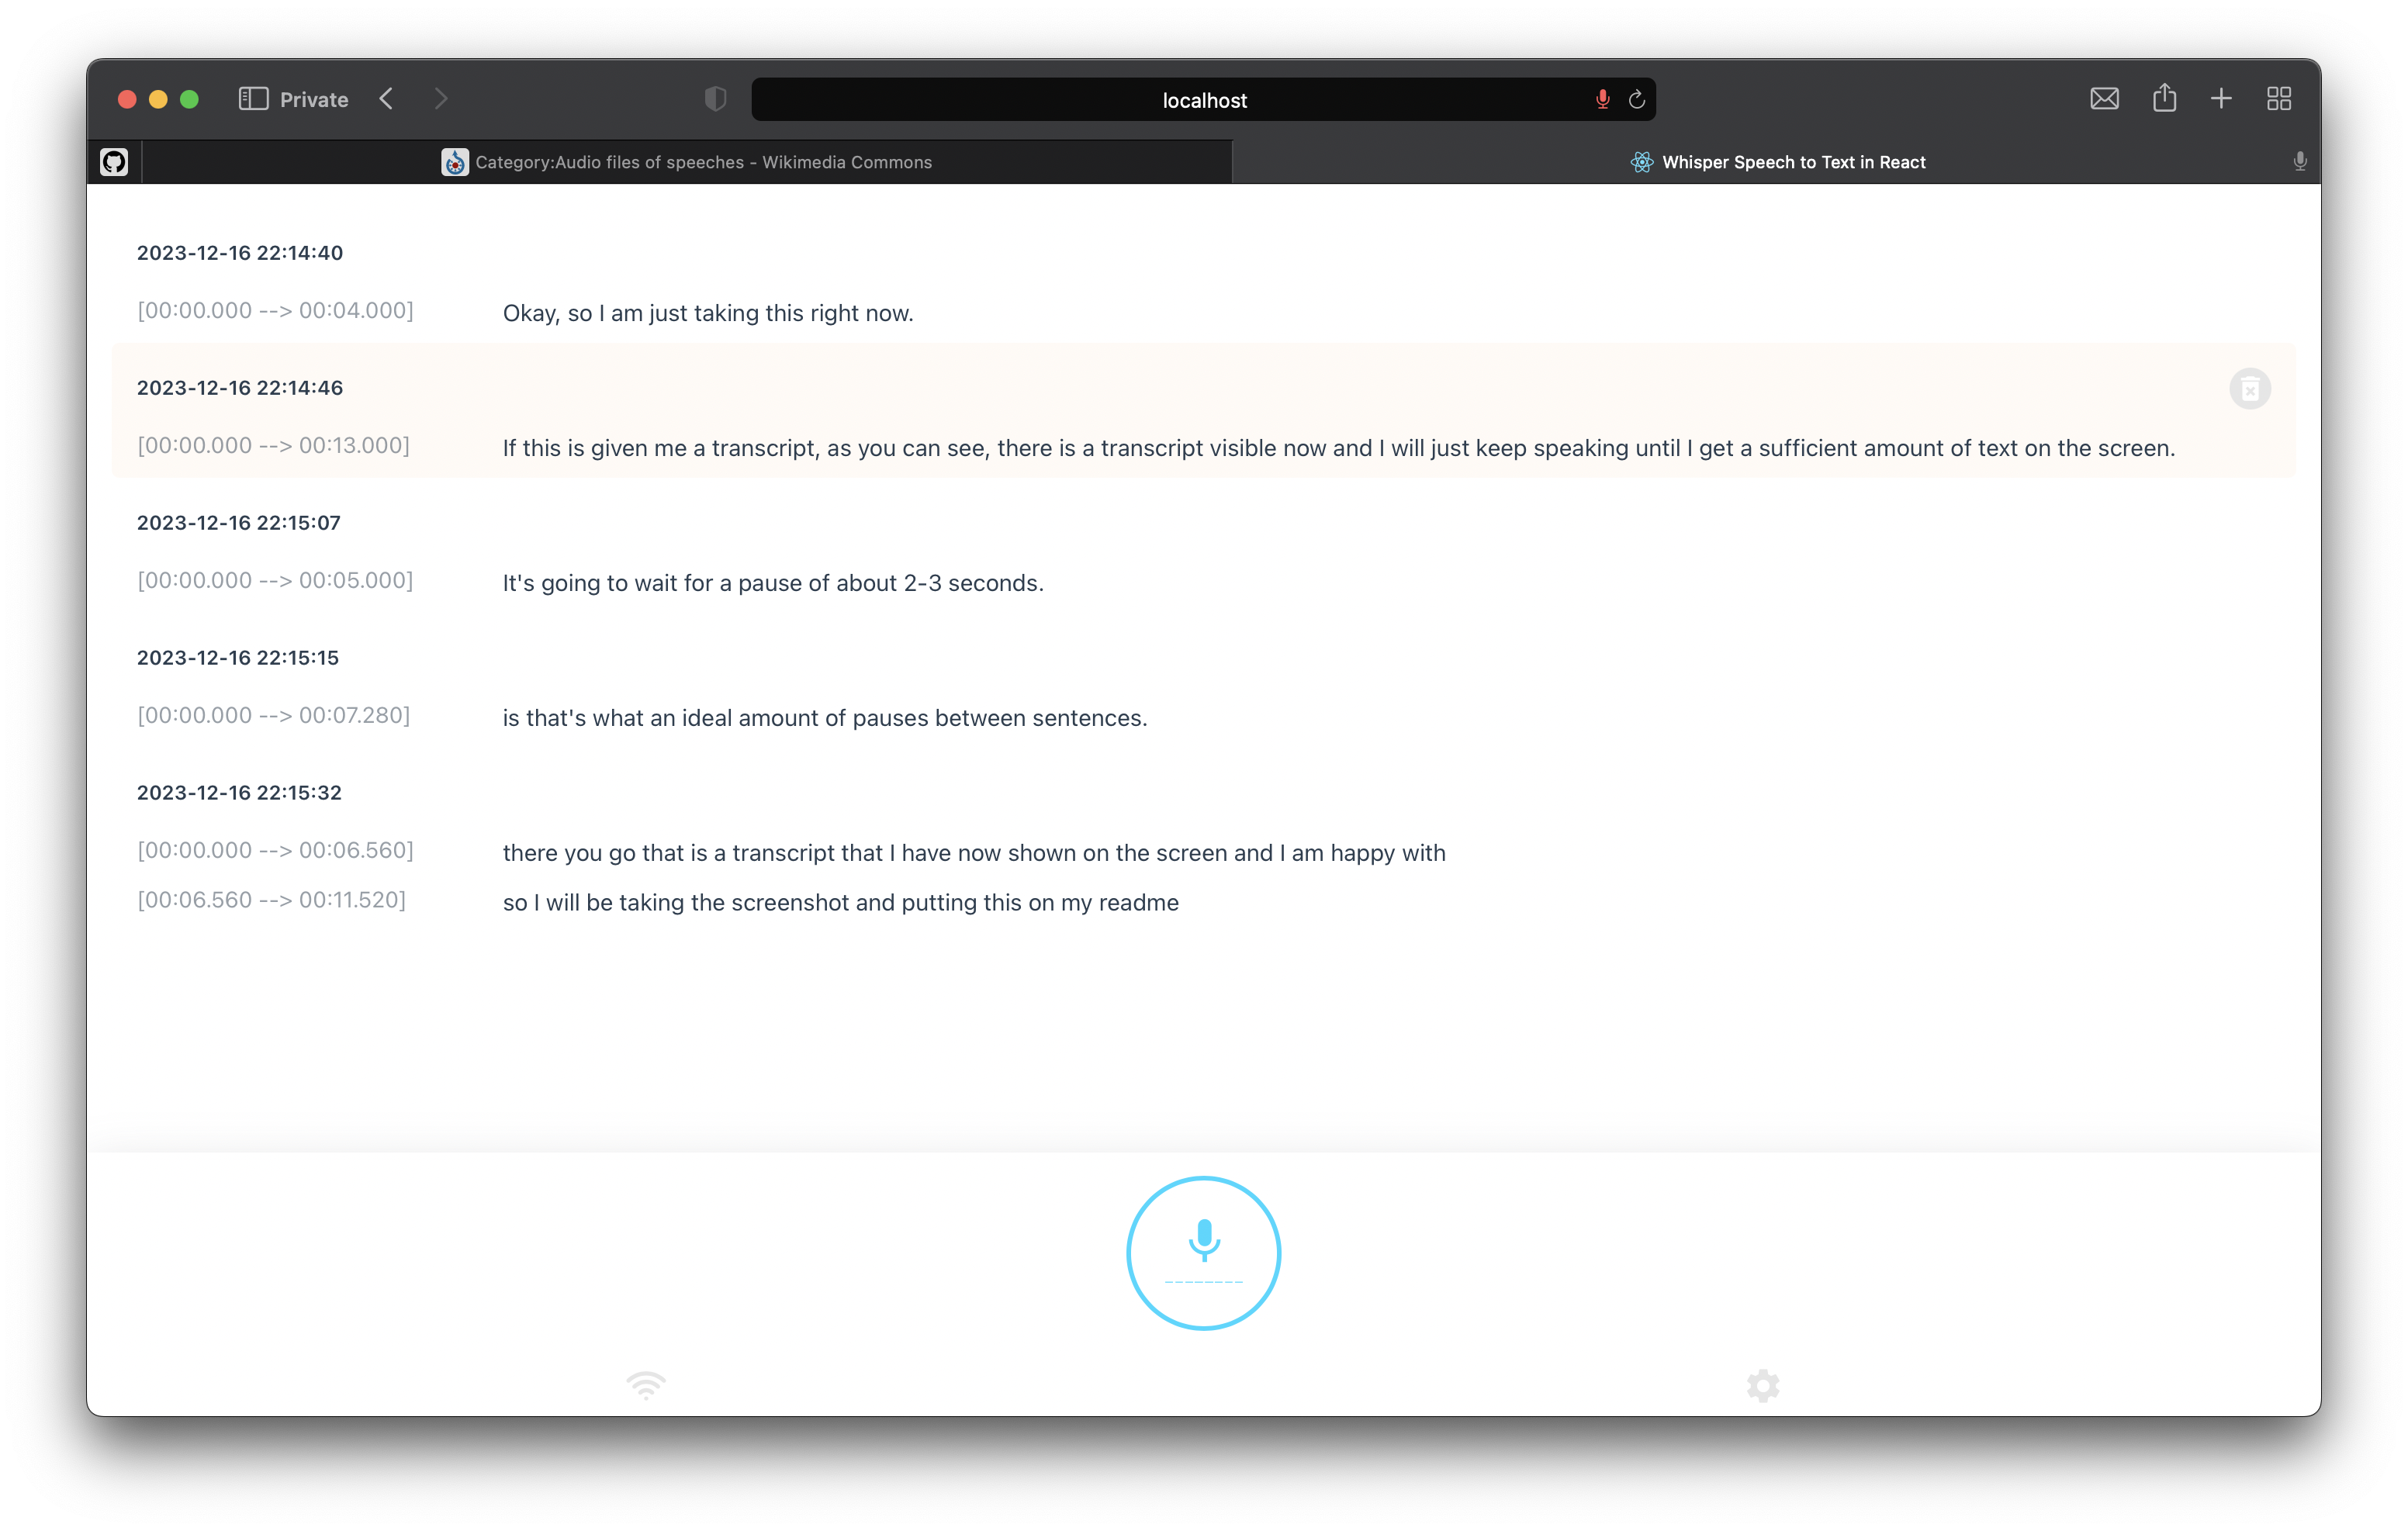 Private
localhost
Category:Audio files of speeches - Wikimedia Commons
Whisper Speech to Text in React
2023-12-16 22:14:40
[00:00.000 --> 00:04.000] Okay, so I am just taking this right now.
2023-12-16 22:14:46
[00:00.000 --> 00:13.000] If this is given me a transcript, as you can see, there is a transcript visible now and I will just keep speaking until I get a sufficient amount of text on the screen.
2023-12-16 22:15:07
[00:00.000 --> 00:05.000] It's going to wait for a pause of about 2-3 seconds.
2023-12-16 22:15:15
[00:00.000 --> 00:07.280] is that's what an ideal amount of pauses between sentences.
2023-12-16 22:15:32
[00:00.000 --> 00:06.560] there you go that is a transcript that I have now shown on the screen and I am happy with
[00:06.560 --> 00:11.520] so I will be taking the screenshot and putting this on my readme